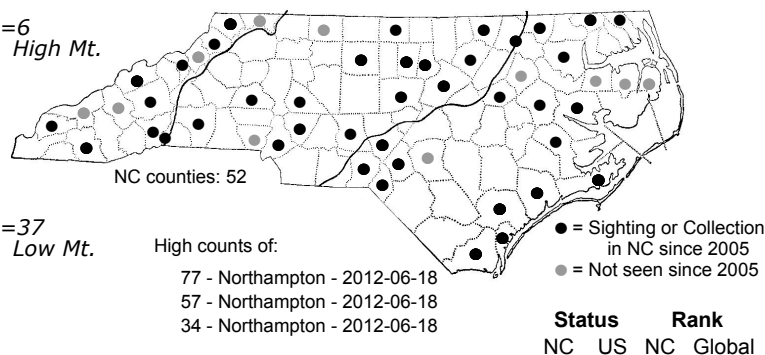 =6
High Mt.
NC counties: 52
=37
Low Mt.
High counts of:
77 - Northampton - 2012-06-18
57 - Northampton - 2012-06-18
34 - Northampton - 2012-06-18
= Sighting or Collection
in NC since 2005
= Not seen since 2005
Status Rank
NC US NC Global